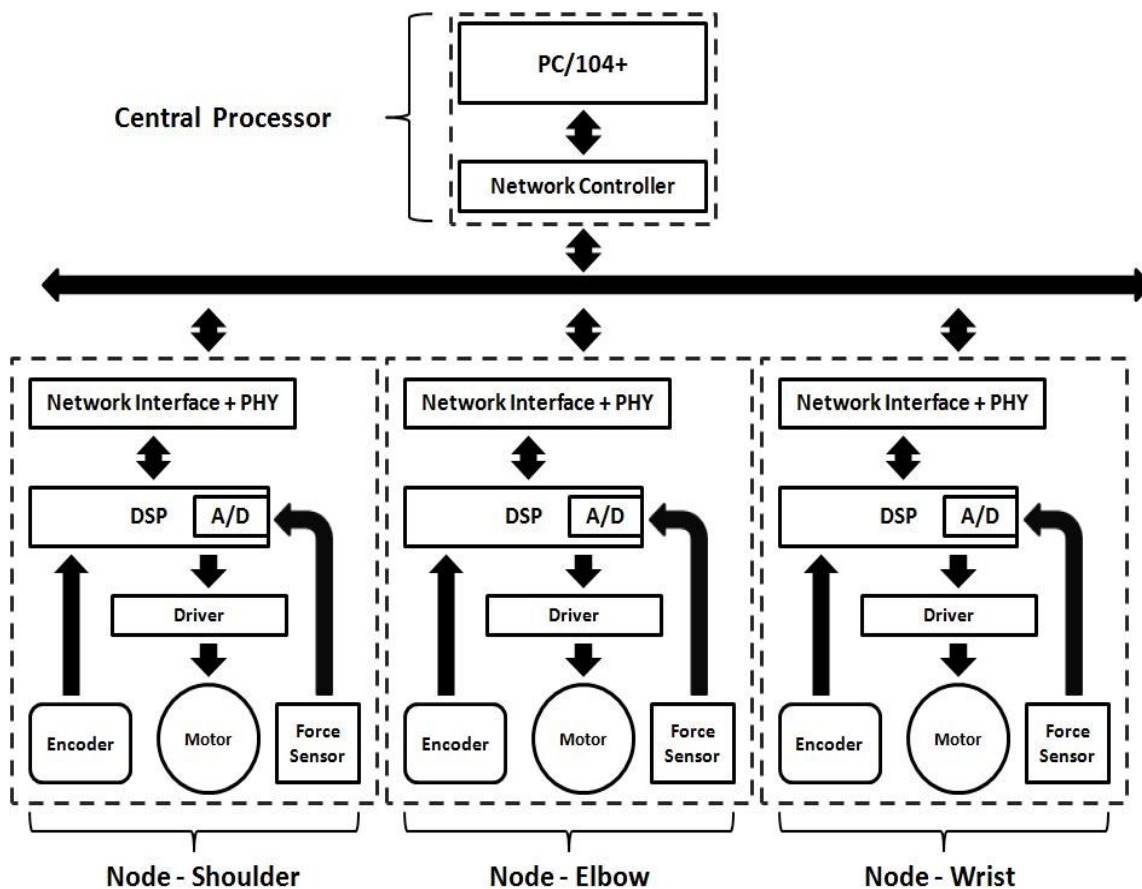 PC/104+
Central Processor
Network Controller
Network Interface + PHY
Network Interface + PHY
Network Interface + PHY
DSP
A/D
DSP
A/D
DSP
A/D
Driver
Driver
Driver
Encoder
Motor
Force
Sensor
Encoder
Motor
Force
Sensor
Encoder
Motor
Force
Sensor
Node - Shoulder
Node - Elbow
Node - Wrist